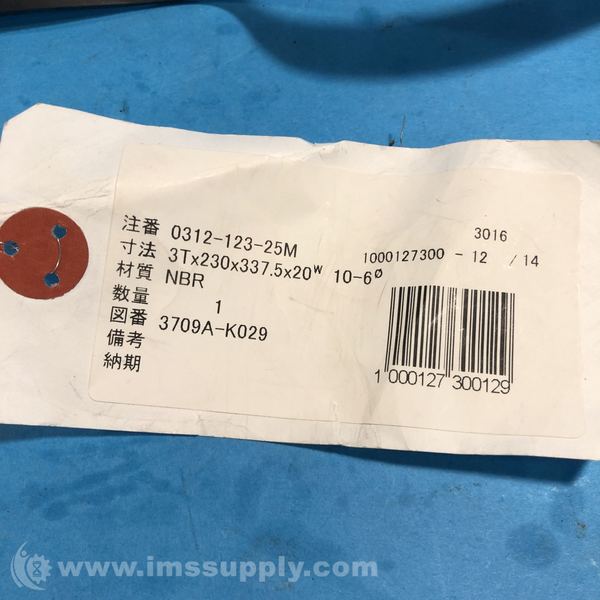 注番 0312-123-25M
3016
寸法 3Tx230x337.5x20ᵂ 10-6ᶲ
1000127300 - 12 / 14
材質 NBR
数量 1
図番 3709A-K029
備考
納期
1 000127 300129
www.imssupply.com